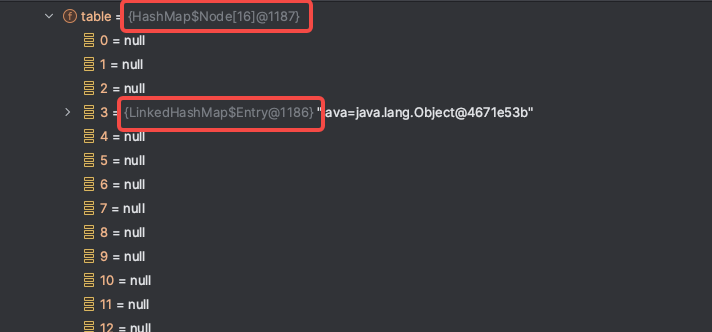 f table = {HashMap$Node[16]@1187}
0 = null
1 = null
2 = null
3 = {LinkedHashMap$Entry@1186} "ava=java.lang.Object@4671e53b"
4 = null
5 = null
6 = null
7 = null
8 = null
9 = null
10 = null
11 = null
12 = null